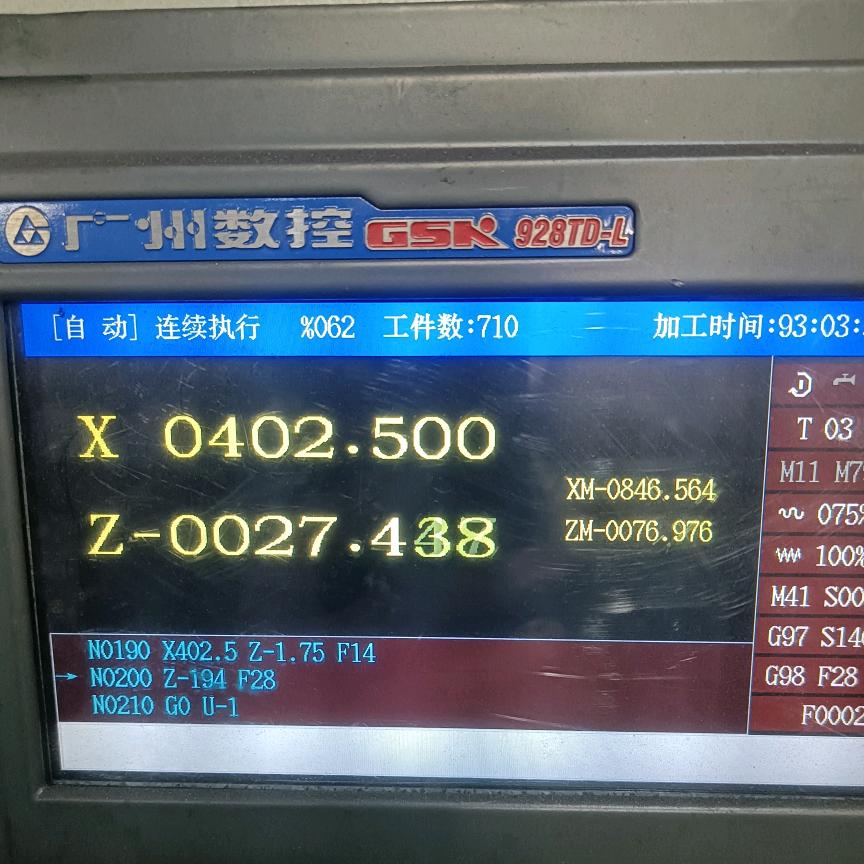 广州数控 GSK 928TD-L
[自 动] 连续执行 %062 工件数:710 加工时间:93:03:
X 0402.500
Z-0027.438
XM-0846.564
ZM-0076.976
N0190 X402.5 Z-1.75 F14
→ N0200 Z-194 F28
N0210 G0 U-1
T 03
M11 M7
075%
100%
M41 S00
G97 S14
G98 F28
F0002